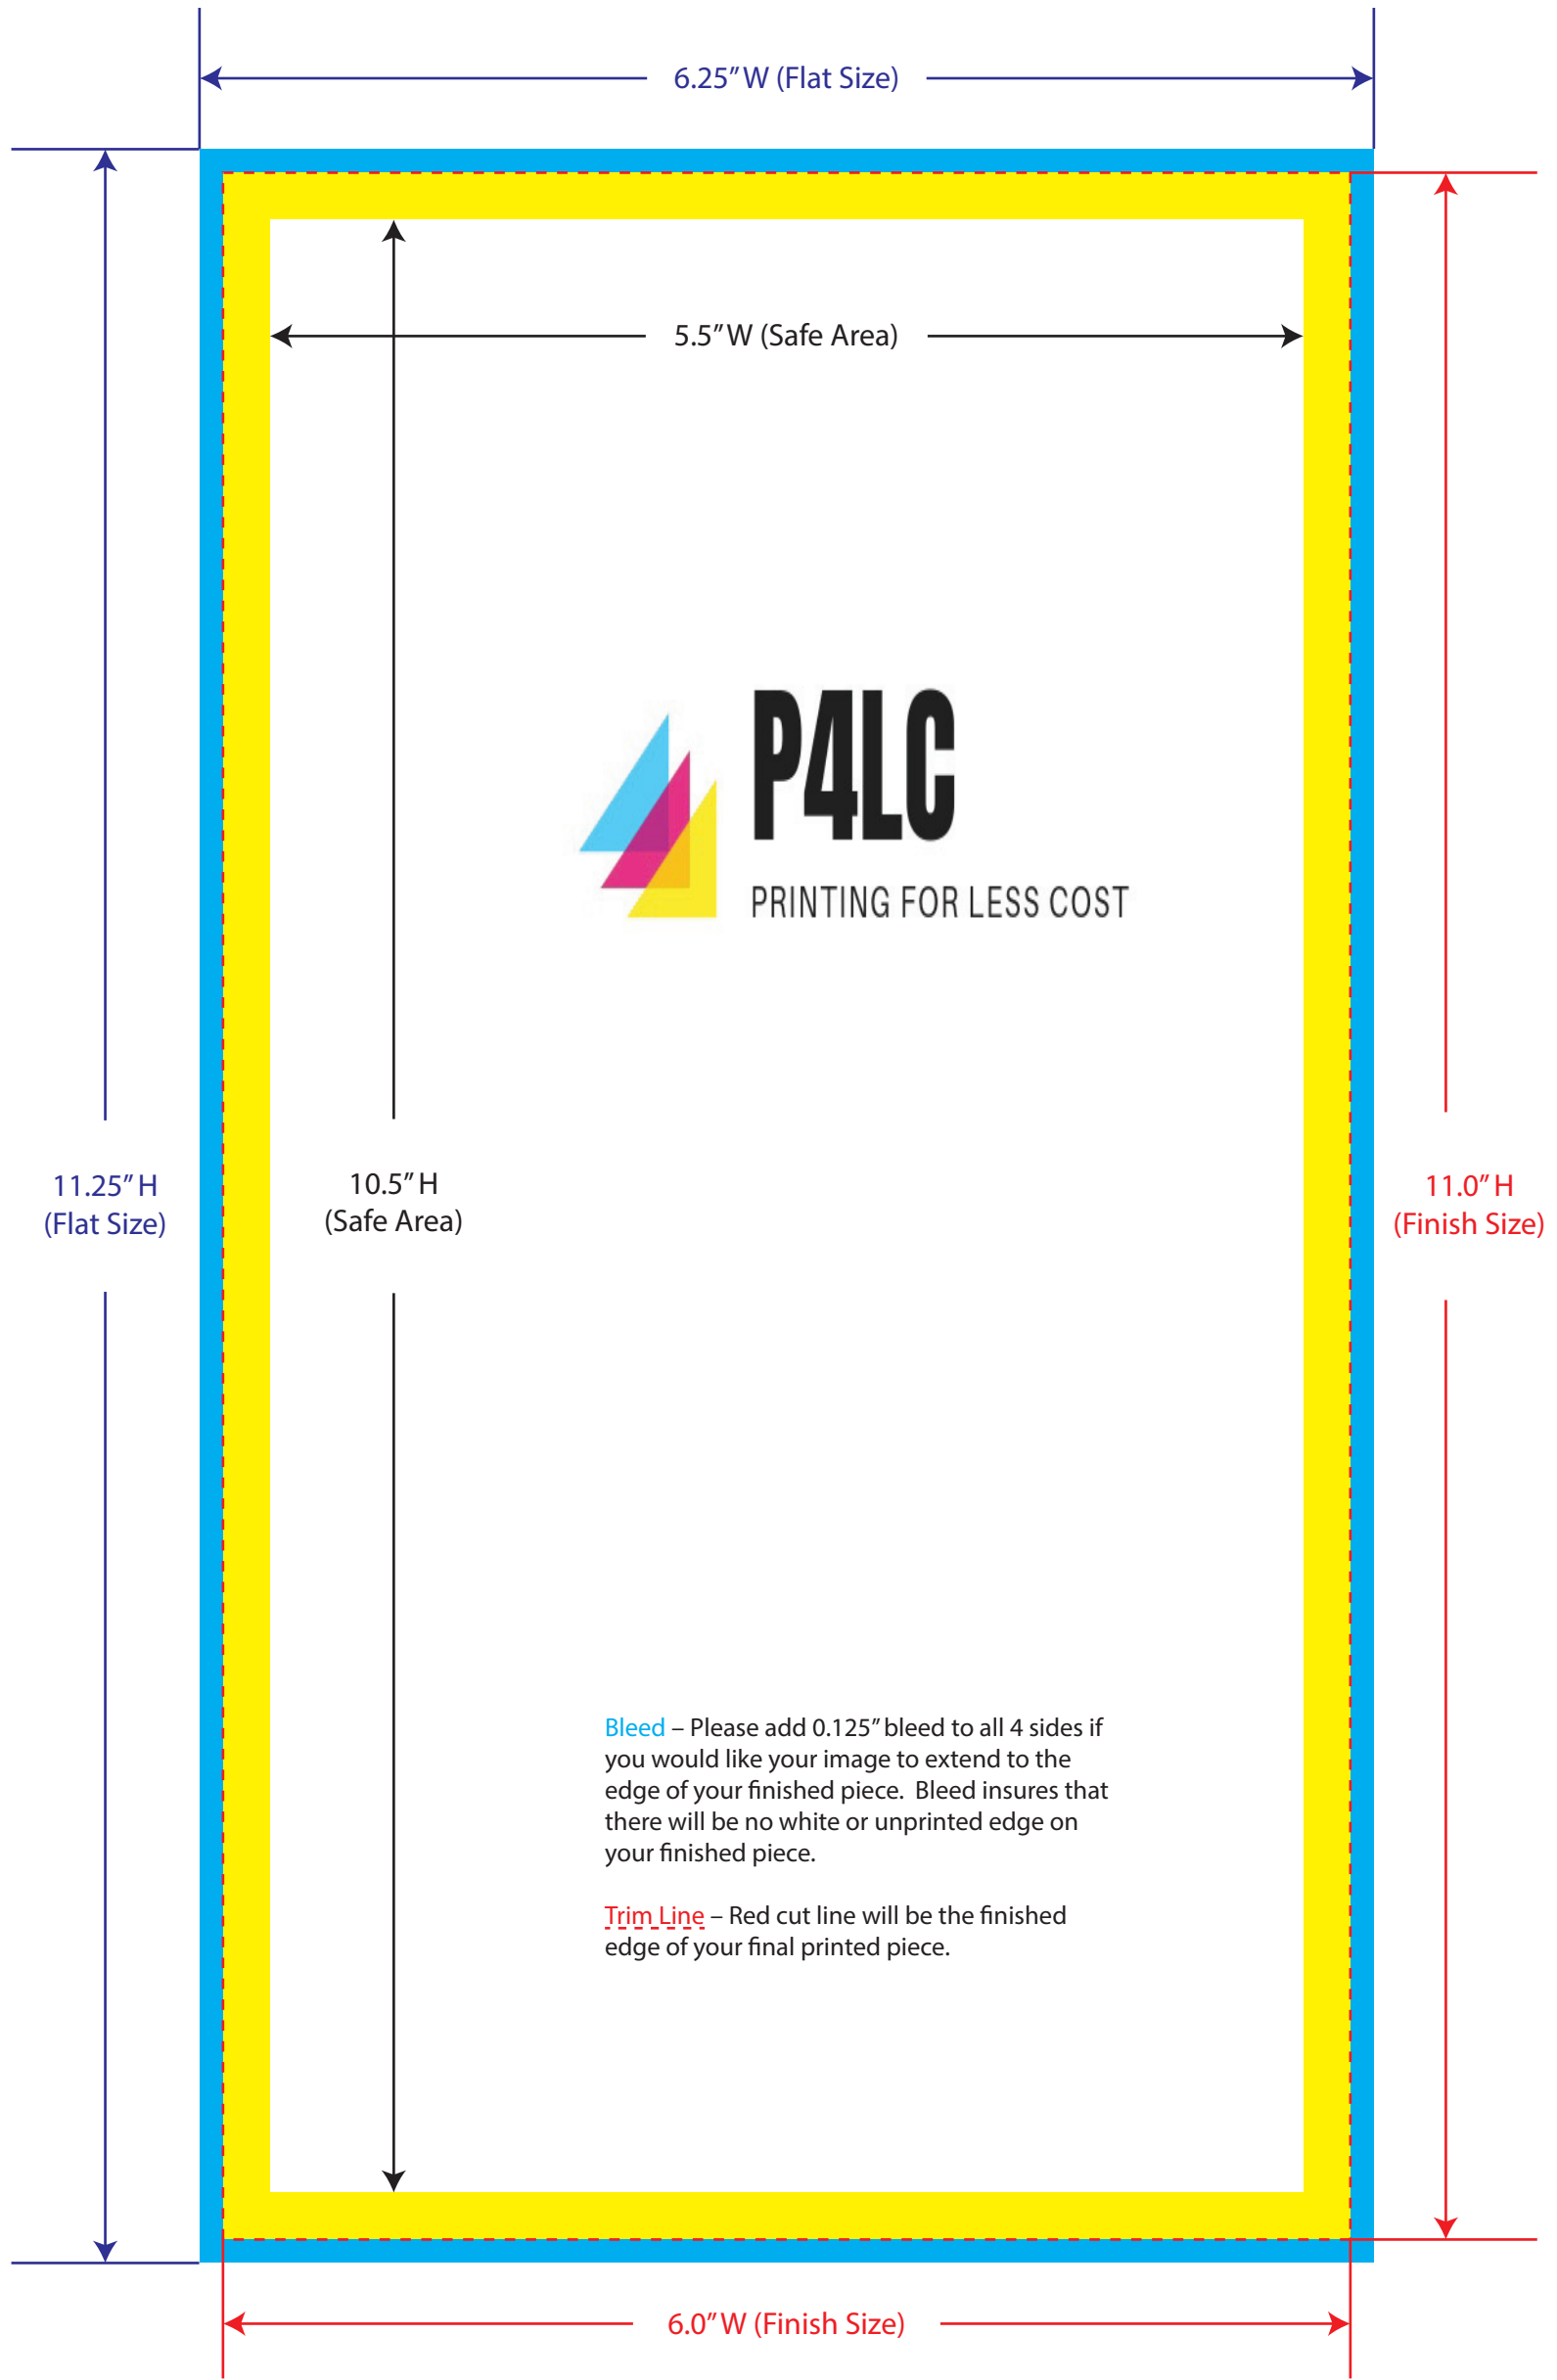 6.25" W (Flat Size)
5.5" W (Safe Area)
P4LC
PRINTING FOR LESS COST
11.25" H
(Flat Size)
10.5" H
(Safe Area)
11.0" H
(Finish Size)
Bleed – Please add 0.125" bleed to all 4 sides if
you would like your image to extend to the
edge of your finished piece.  Bleed insures that
there will be no white or unprinted edge on
your finished piece.
Trim Line – Red cut line will be the finished
edge of your final printed piece.
6.0" W (Finish Size)